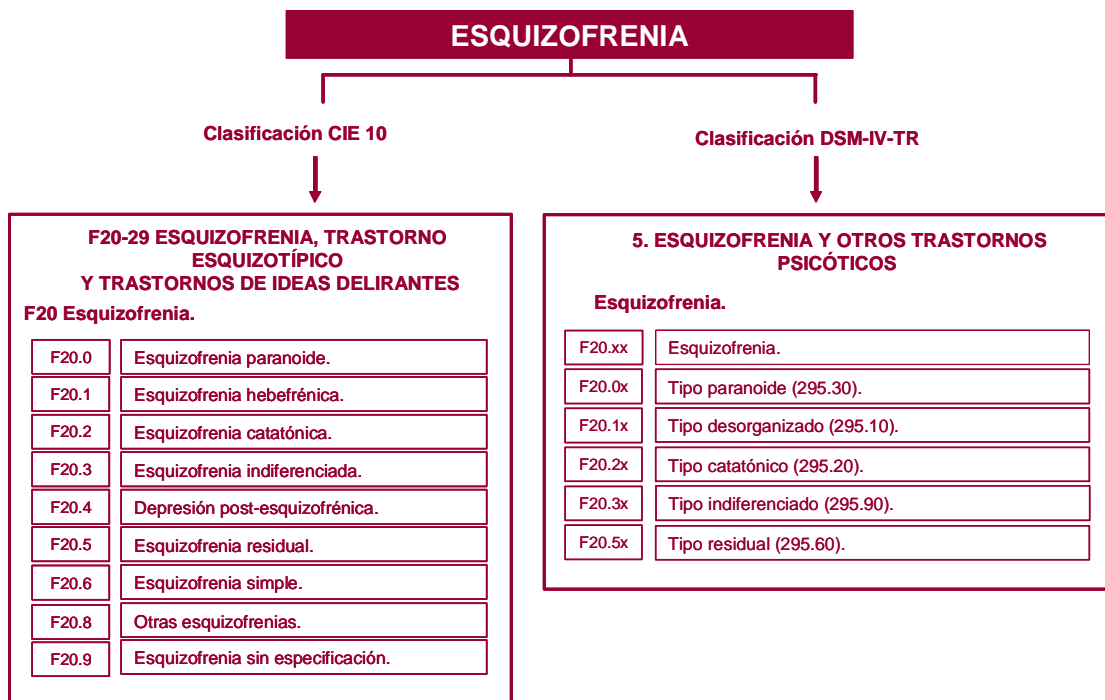 ESQUIZOFRENIA
Clasificación CIE 10
Clasificación DSM-IV-TR
F20-29 ESQUIZOFRENIA, TRASTORNO
ESQUIZOTÍPICO
Y TRASTORNOS DE IDEAS DELIRANTES
F20 Esquizofrenia.
F20.0 Esquizofrenia paranoide.
F20.1 Esquizofrenia hebefrénica.
F20.2 Esquizofrenia catatónica.
F20.3 Esquizofrenia indiferenciada.
F20.4 Depresión post-esquizofrénica.
F20.5 Esquizofrenia residual.
F20.6 Esquizofrenia simple.
F20.8 Otras esquizofrenias.
F20.9 Esquizofrenia sin especificación.
5. ESQUIZOFRENIA Y OTROS TRASTORNOS
PSICÓTICOS
Esquizofrenia.
F20.xx Esquizofrenia.
F20.0x Tipo paranoide (295.30).
F20.1x Tipo desorganizado (295.10).
F20.2x Tipo catatónico (295.20).
F20.3x Tipo indiferenciado (295.90).
F20.5x Tipo residual (295.60).